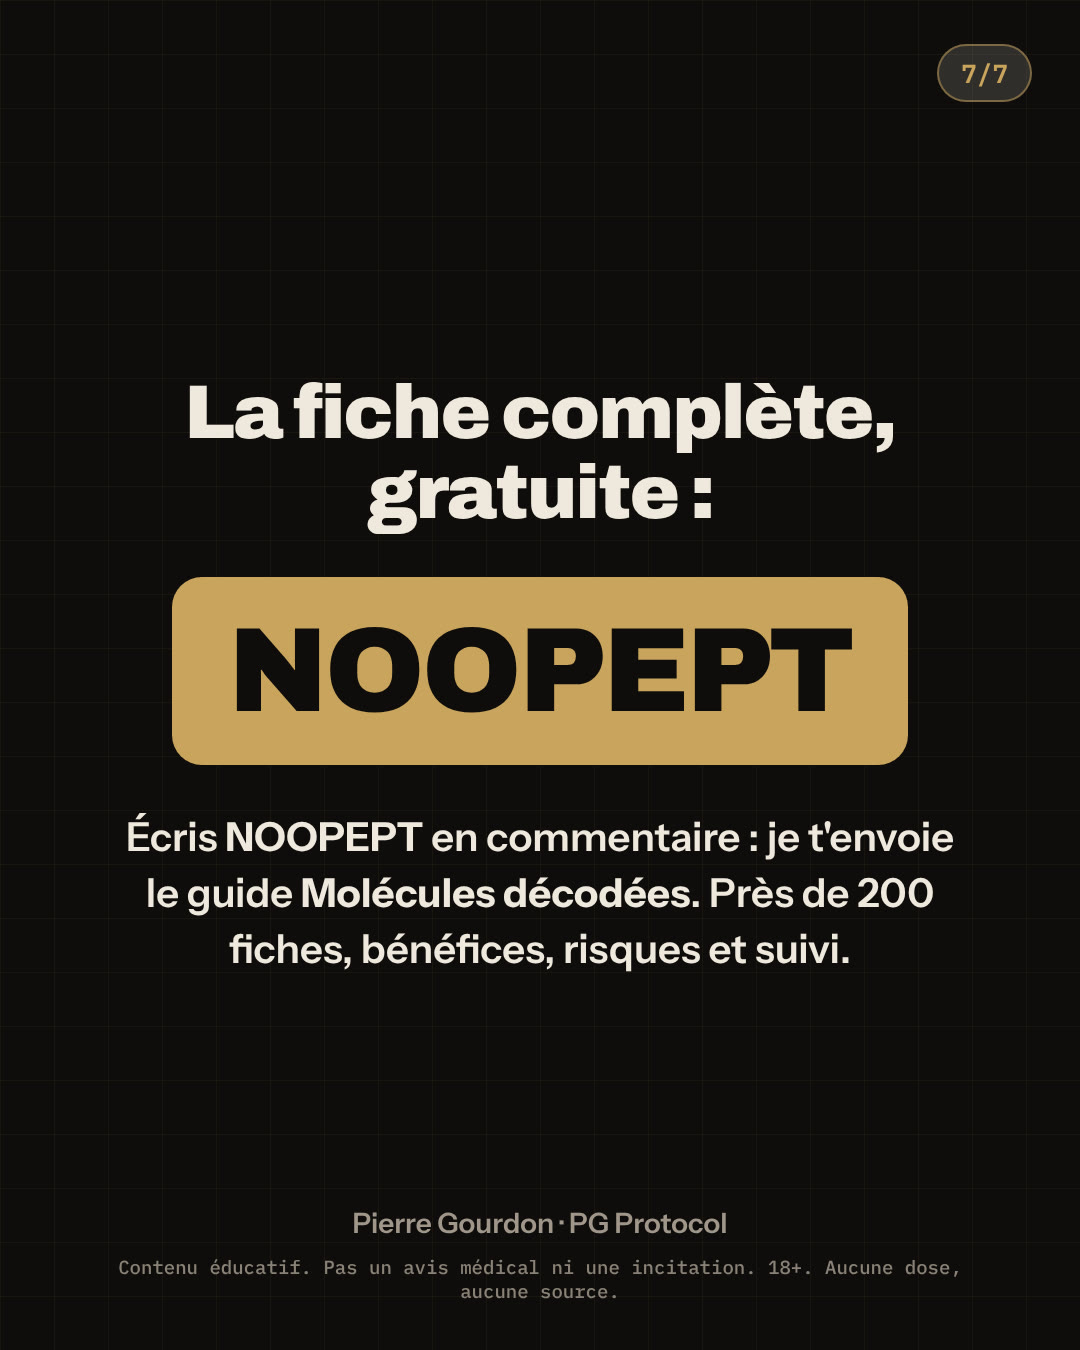 7/7
La fiche complète,
gratuite :
NOOPEPT
Écris NOOPEPT en commentaire : je t'envoie
le guide Molécules décodées. Près de 200
fiches, bénéfices, risques et suivi.
Pierre Gourdon · PG Protocol
Contenu éducatif. Pas un avis médical ni une incitation. 18+. Aucune dose,
aucune source.